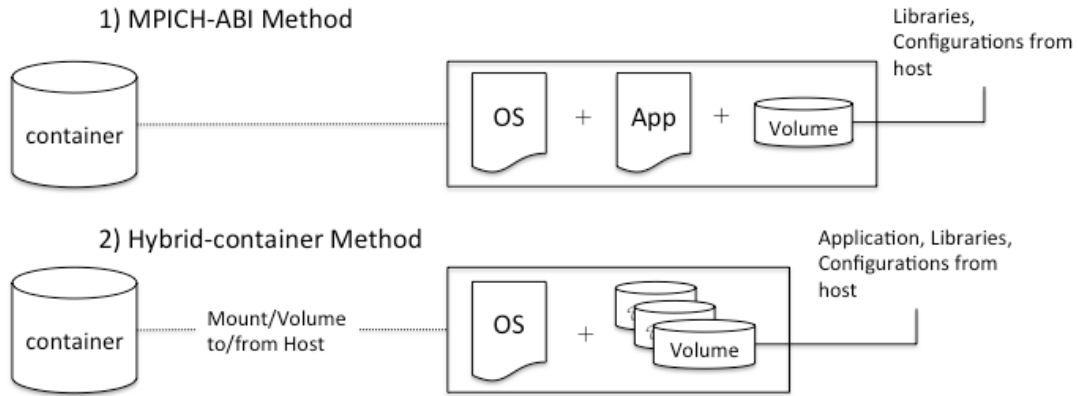 1) MPICH-ABI Method
Libraries,
Configurations from
host
container
OS
+
App
+
Volume
2) Hybrid-container Method
Application, Libraries,
Configurations from
host
container
Mount/Volume
to/from Host
OS
+
Volume